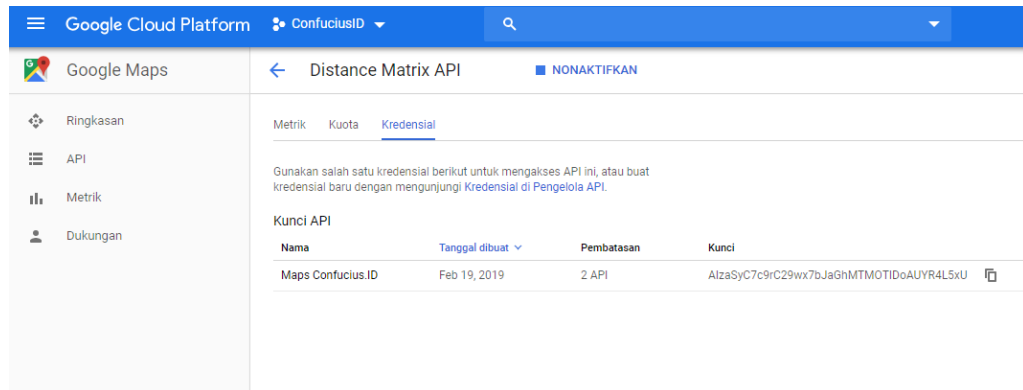 Google Cloud Platform ConfuciusID
Google Maps
Distance Matrix API NONAKTIFKAN
Ringkasan
API
Metrik
Dukungan
Metrik Kuota Kredensial
Gunakan salah satu kredensial berikut untuk mengakses API ini, atau buat
kredensial baru dengan mengunjungi Kredensial di Pengelola API.
Kunci API
Nama Tanggal dibuat Pembatasan Kunci
Maps Confucius.ID Feb 19, 2019 2 API AIzaSyC7c9rC29wx7bJaGhMTMOTIDoAUYR4L5xU